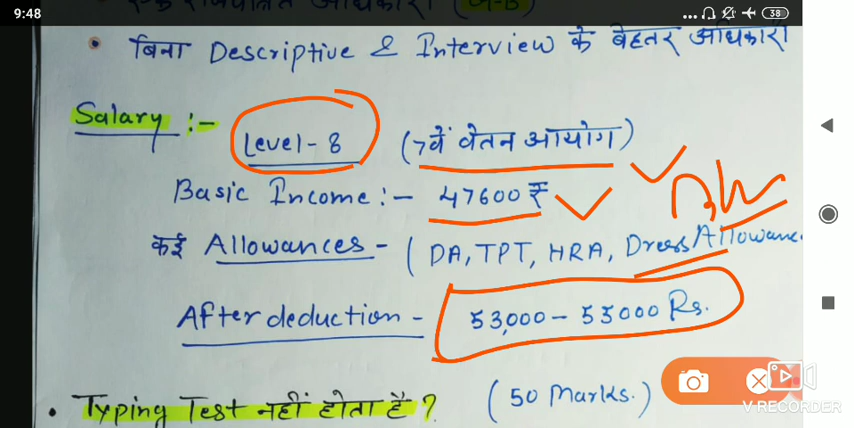 9:48 38
(ग्रुप-B)
• बिना Descriptive & Interview के बेहतर अधिकारी
Salary :-
Level-8 (7वें वेतन आयोग)
Basic Income :- 47600 ₹
कई Allowances - (DA, TPT, HRA, Dress Allowance
After deduction - 53,000 - 55000 Rs.
• Typing Test नहीं होता है ? (50 Marks.)
V RECORDER